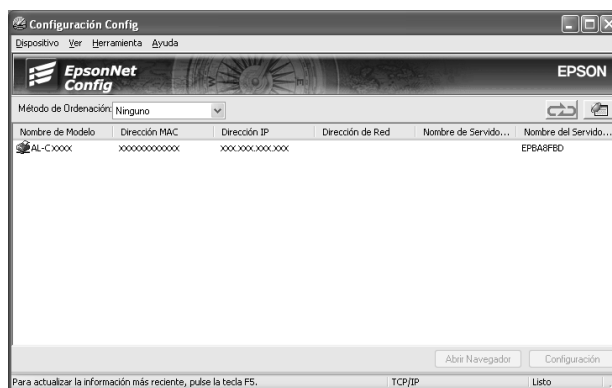 Configuración Config
Dispositivo Ver Herramienta Ayuda
EpsonNet
Config
EPSON
Método de Ordenación: Ninguno
Nombre de Modelo Dirección MAC Dirección IP Dirección de Red Nombre de Servido... Nombre del Servido...
AL-CXXXX XXXXXXXXXXXX XXX.XXX.XXX.XXX EPBA8FBD
Abrir Navegador Configuración
Para actualizar la información más reciente, pulse la tecla F5. TCP/IP Listo